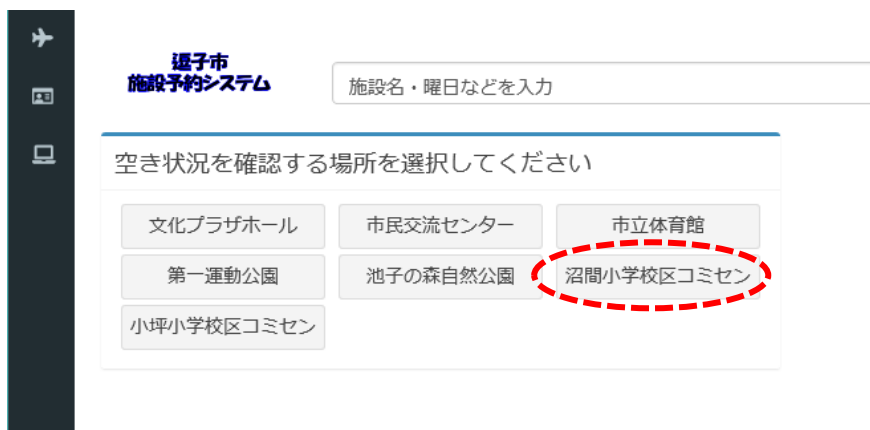 逗子市
施設予約システム
施設名・曜日などを入力
空き状況を確認する場所を選択してください
文化プラザホール 市民交流センター 市立体育館
第一運動公園 池子の森自然公園 沼間小学校区コミセン
小坪小学校区コミセン